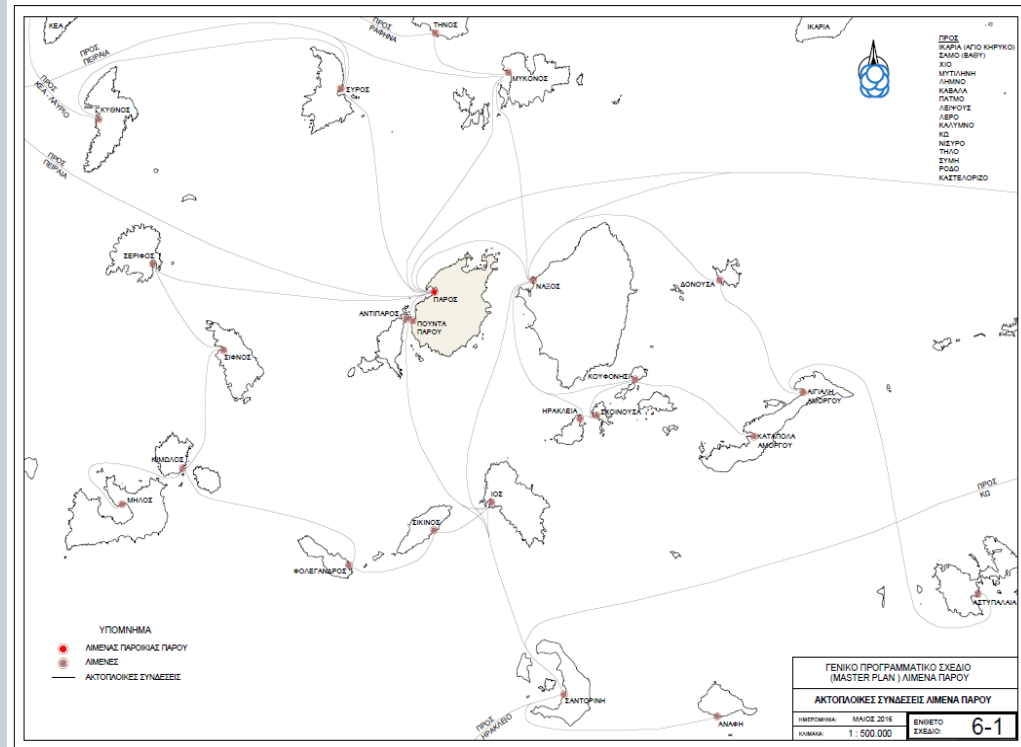 ΚΕΑ
ΠΡΟΣ
ΡΑΦΗΝΑ
ΤΗΝΟΣ
ΙΚΑΡΙΑ
ΠΡΟΣ
ΠΕΙΡΑΙΑ
ΠΡΟΣ
ΚΕΑ - ΛΑΥΡΙΟ
ΚΥΘΝΟΣ
ΣΥΡΟΣ
ΜΥΚΟΝΟΣ
ΠΡΟΣ
ΙΚΑΡΙΑ (ΑΓΙΟ ΚΗΡΥΚΟ)
ΣΑΜΟ (ΒΑΘΥ)
ΧΙΟ
ΜΥΤΙΛΗΝΗ
ΛΗΜΝΟ
ΚΑΒΑΛΑ
ΠΑΤΜΟ
ΛΕΙΨΟΥΣ
ΛΕΡΟ
ΚΑΛΥΜΝΟ
ΚΩ
ΝΙΣΥΡΟ
ΤΗΛΟ
ΣΥΜΗ
ΡΟΔΟ
ΚΑΣΤΕΛΟΡΙΖΟ
ΠΡΟΣ
ΠΕΙΡΑΙΑ
ΣΕΡΙΦΟΣ
ΠΑΡΟΣ
ΝΑΞΟΣ
ΔΟΝΟΥΣΑ
ΑΝΤΙΠΑΡΟΣ
ΠΟΥΝΤΑ
ΠΑΡΟΥ
ΣΙΦΝΟΣ
ΚΟΥΦΟΝΗΣΙ
ΑΙΓΙΑΛΗ
ΑΜΟΡΓΟΥ
ΗΡΑΚΛΕΙΑ
ΣΧΟΙΝΟΥΣΑ
ΚΑΤΑΠΟΛΑ
ΑΜΟΡΓΟΥ
ΚΙΜΩΛΟΣ
ΜΗΛΟΣ
ΙΟΣ
ΠΡΟΣ
ΚΩ
ΣΙΚΙΝΟΣ
ΦΟΛΕΓΑΝΔΡΟΣ
ΑΣΤΥΠΑΛΑΙΑ
ΣΑΝΤΟΡΙΝΗ
ΑΝΑΦΗ
ΠΡΟΣ
ΗΡΑΚΛΕΙΟ
ΥΠΟΜΝΗΜΑ
ΛΙΜΕΝΑΣ ΠΑΡΟΙΚΙΑΣ ΠΑΡΟΥ
ΛΙΜΕΝΕΣ
ΑΚΤΟΠΛΟΙΚΕΣ ΣΥΝΔΕΣΕΙΣ
ΓΕΝΙΚΟ ΠΡΟΓΡΑΜΜΑΤΙΚΟ ΣΧΕΔΙΟ
(MASTER PLAN ) ΛΙΜΕΝΑ ΠΑΡΟΥ
ΑΚΤΟΠΛΟΙΚΕΣ ΣΥΝΔΕΣΕΙΣ ΛΙΜΕΝΑ ΠΑΡΟΥ
ΗΜΕΡΟΜΗΝΙΑ: ΜΑΙΟΣ 2016
ΚΛΙΜΑΚΑ: 1 : 500.000
ΕΝΘΕΤΟ
ΣΧΕΔΙΟ: 6-1